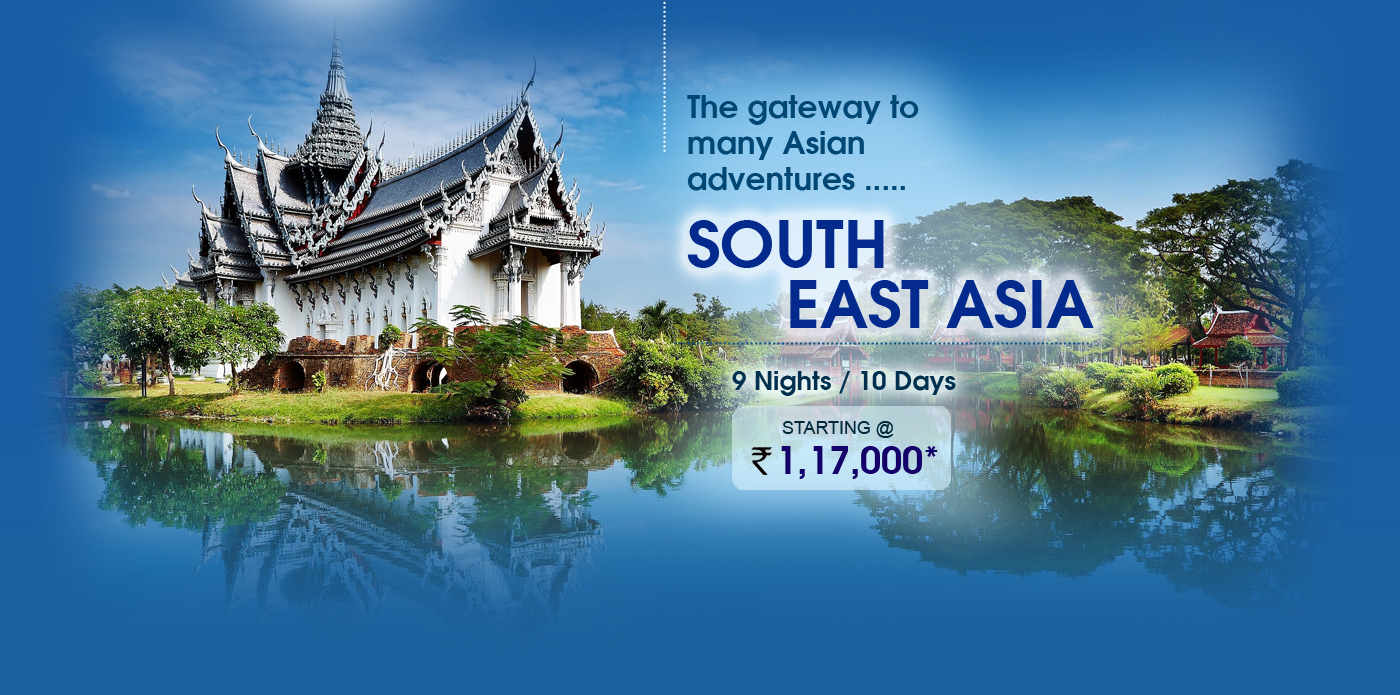 The gateway to
many Asian
adventures .....
SOUTH
EAST ASIA
9 Nights / 10 Days
STARTING @
₹ 1,17,000*